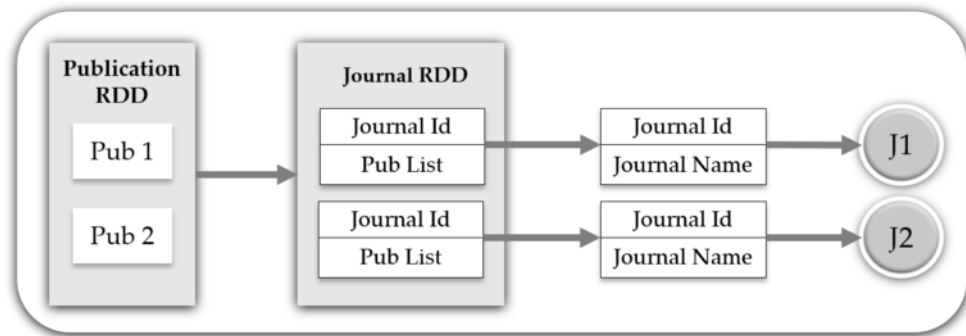 Publication
RDD
Pub 1
Pub 2
Journal RDD
Journal Id
Pub List
Journal Id
Pub List
Journal Id
Journal Name
Journal Id
Journal Name
J1
J2